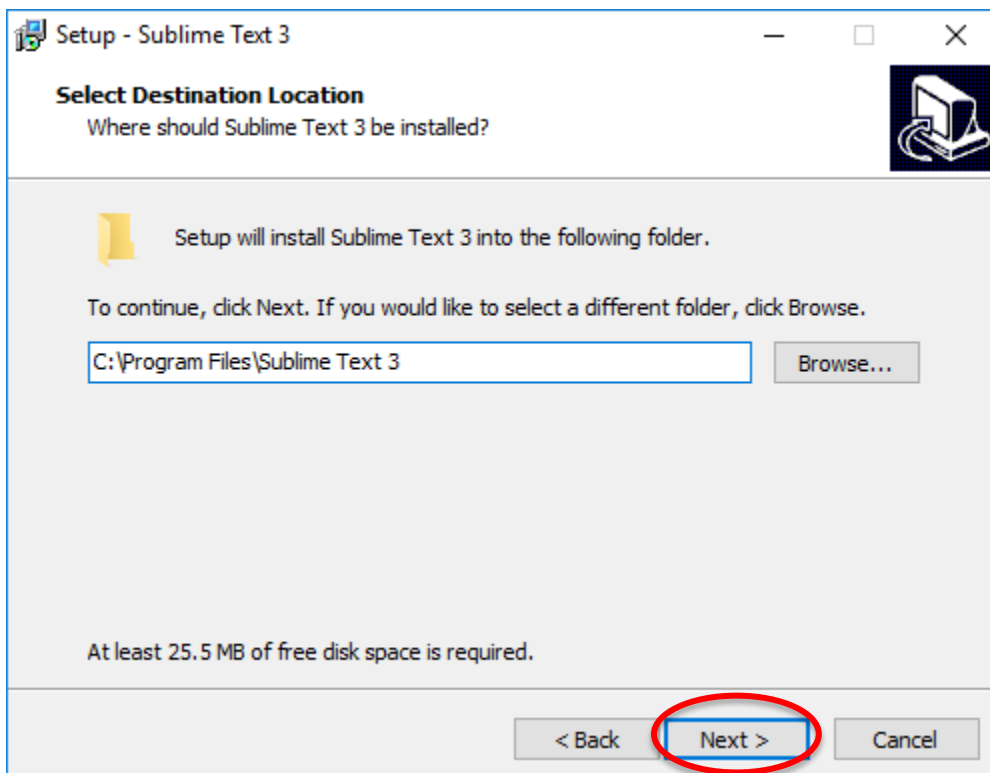 Setup - Sublime Text 3
Select Destination Location
Where should Sublime Text 3 be installed?
Setup will install Sublime Text 3 into the following folder.
To continue, click Next. If you would like to select a different folder, click Browse.
C:\Program Files\Sublime Text 3
Browse...
At least 25.5 MB of free disk space is required.
< Back
Next >
Cancel